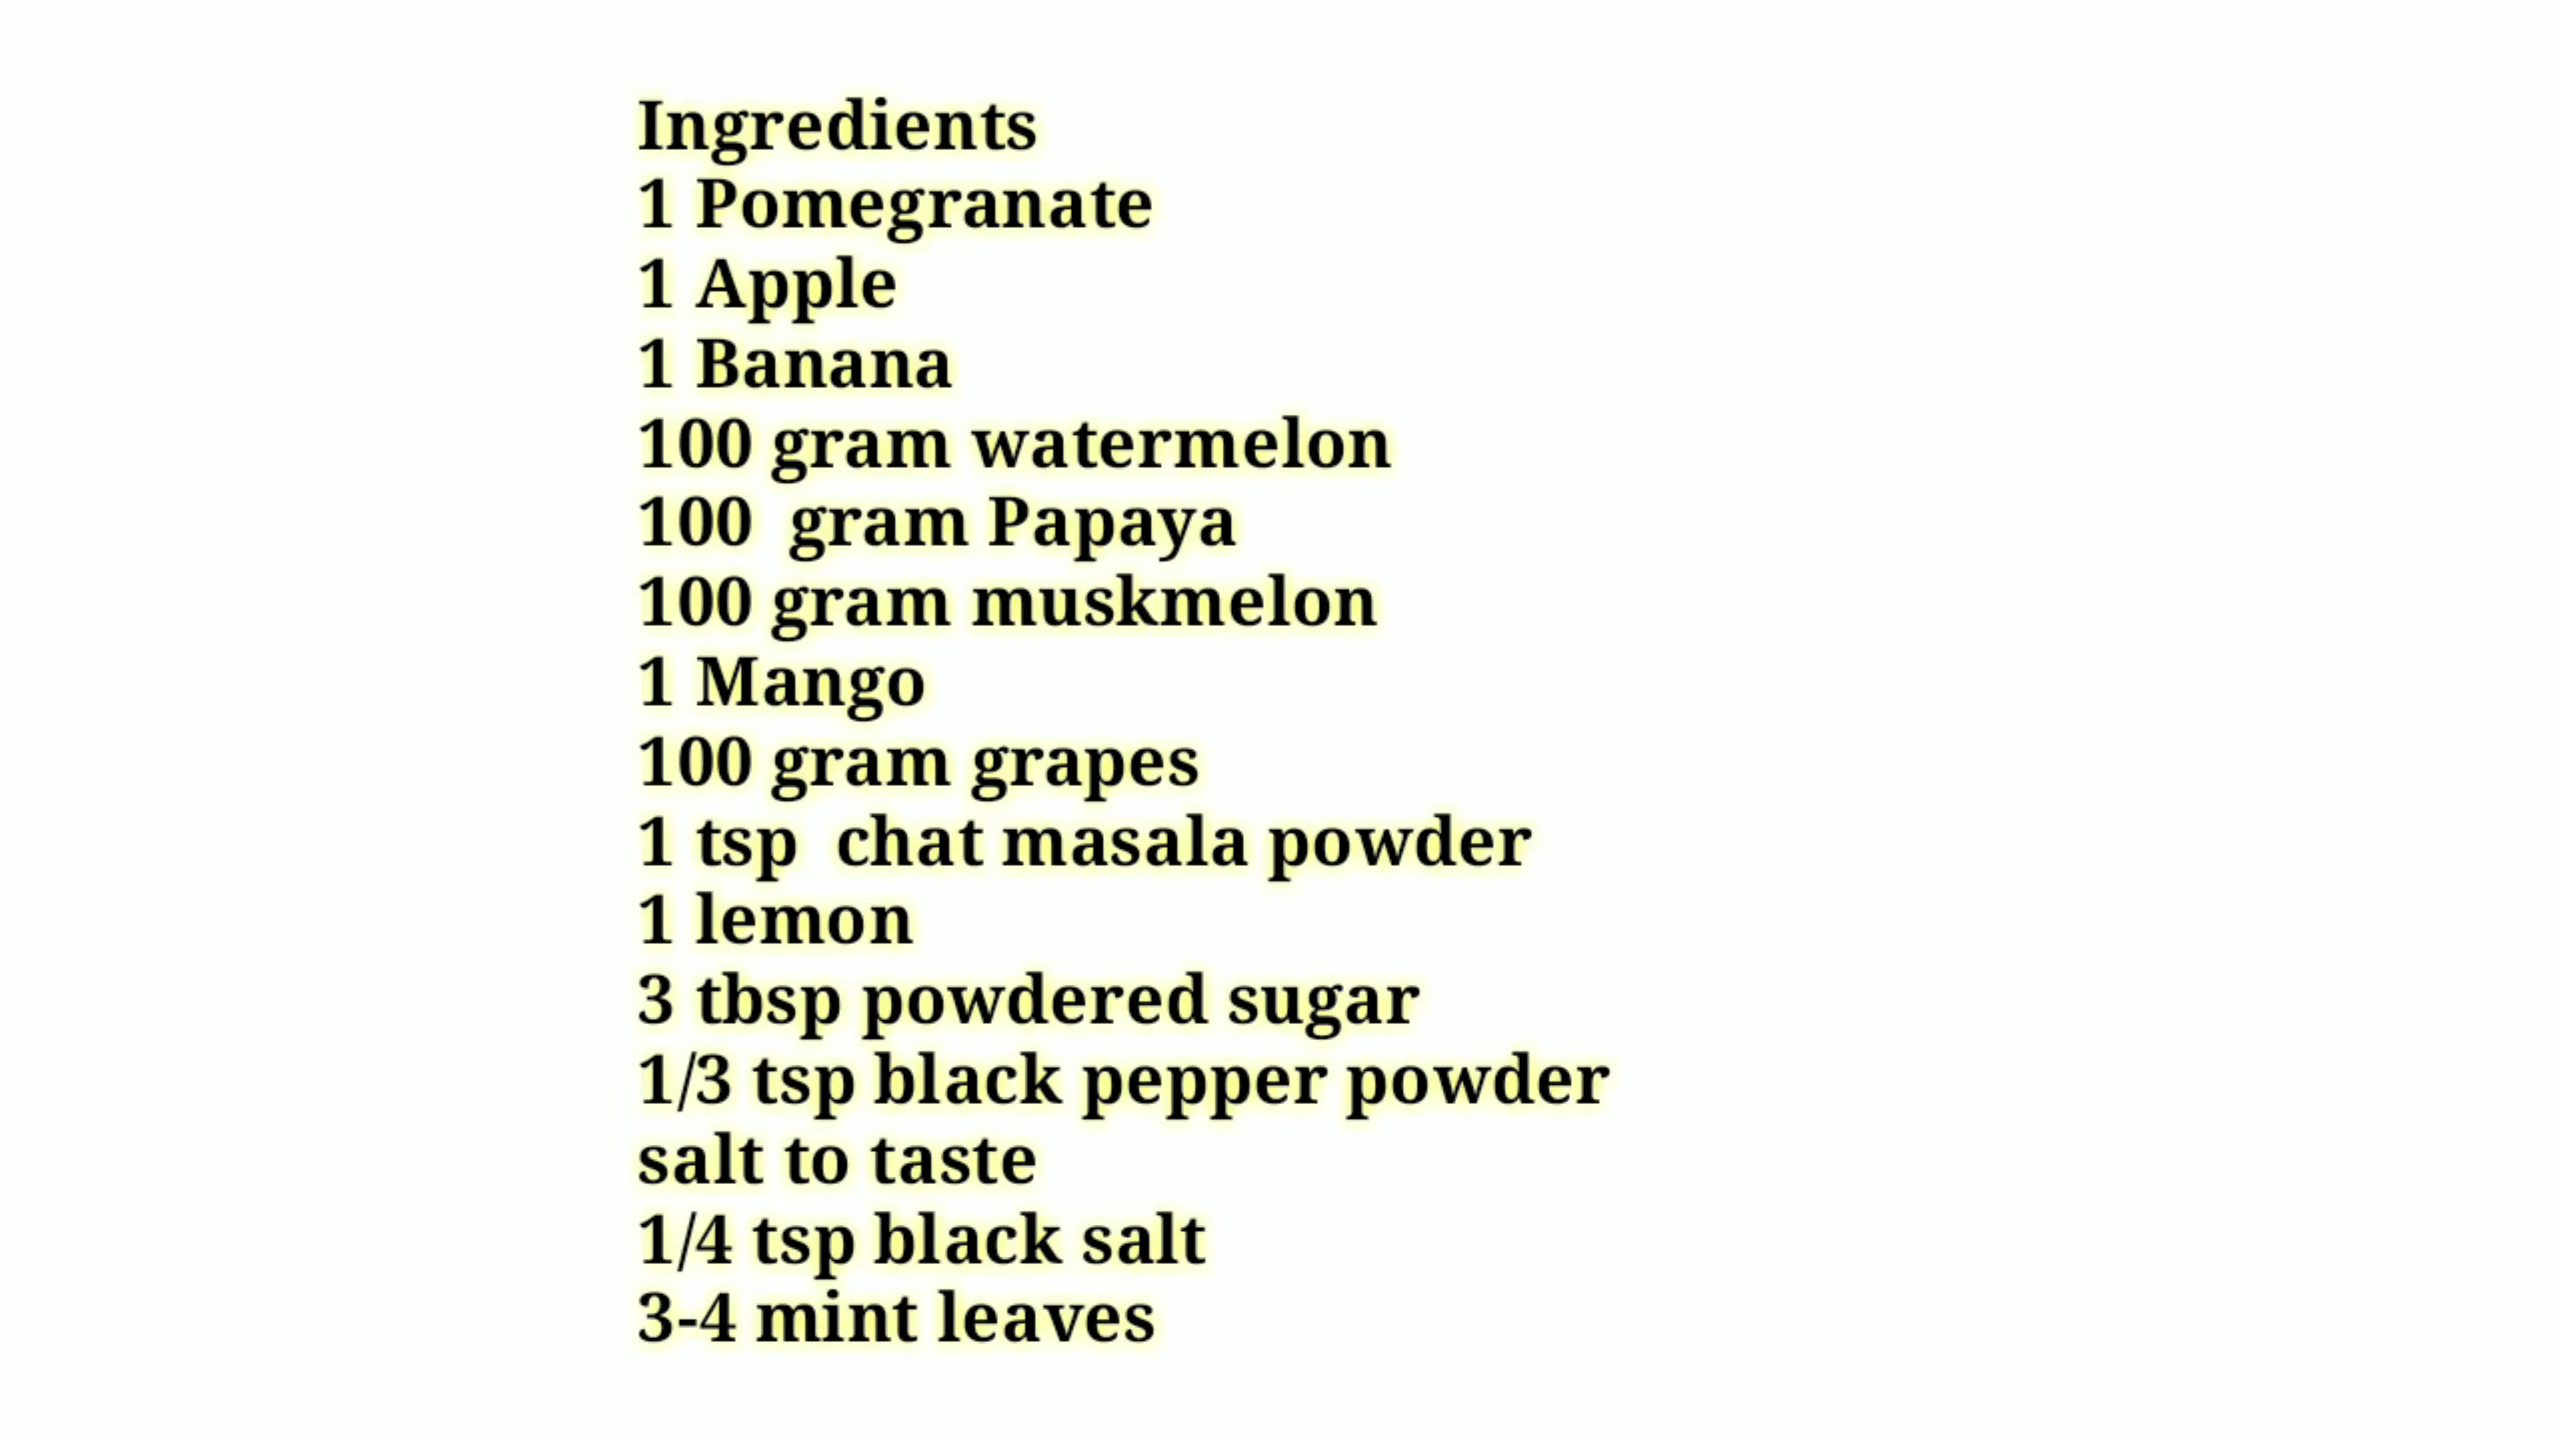 Ingredients
1 Pomegranate
1 Apple
1 Banana
100 gram watermelon
100  gram Papaya
100 gram muskmelon
1 Mango
100 gram grapes
1 tsp  chat masala powder
1 lemon
3 tbsp powdered sugar
1/3 tsp black pepper powder
salt to taste
1/4 tsp black salt
3-4 mint leaves